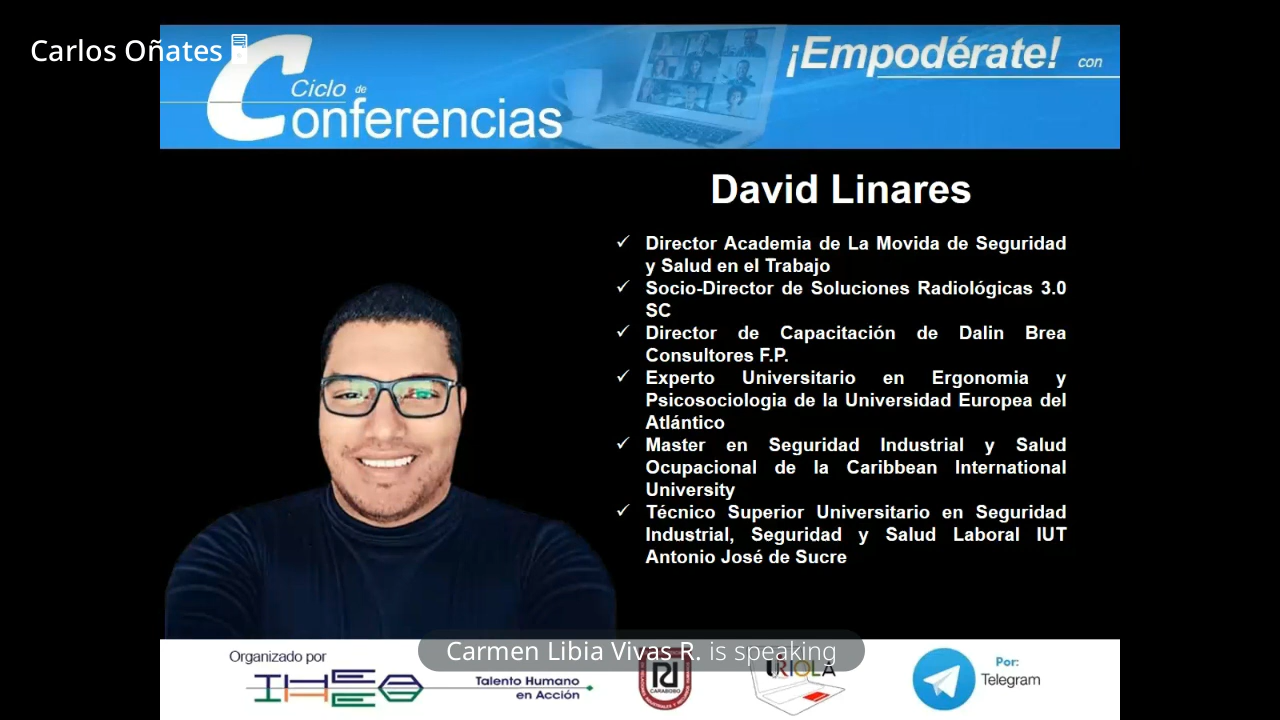 Carlos Oñates
Ciclo de
Conferencias
¡Empodérate! con
David Linares
✓ Director Academia de La Movida de Seguridad
y Salud en el Trabajo
✓ Socio-Director de Soluciones Radiológicas 3.0
SC
✓ Director de Capacitación de Dalin Brea
Consultores F.P.
✓ Experto Universitario en Ergonomia y
Psicosociologia de la Universidad Europea del
Atlántico
✓ Master en Seguridad Industrial y Salud
Ocupacional de la Caribbean International
University
✓ Técnico Superior Universitario en Seguridad
Industrial, Seguridad y Salud Laboral IUT
Antonio José de Sucre
Carmen Libia Vivas R. is speaking
Organizado por
Talento Humano
en Acción
CARABOBO
URIOLA
Por:
Telegram